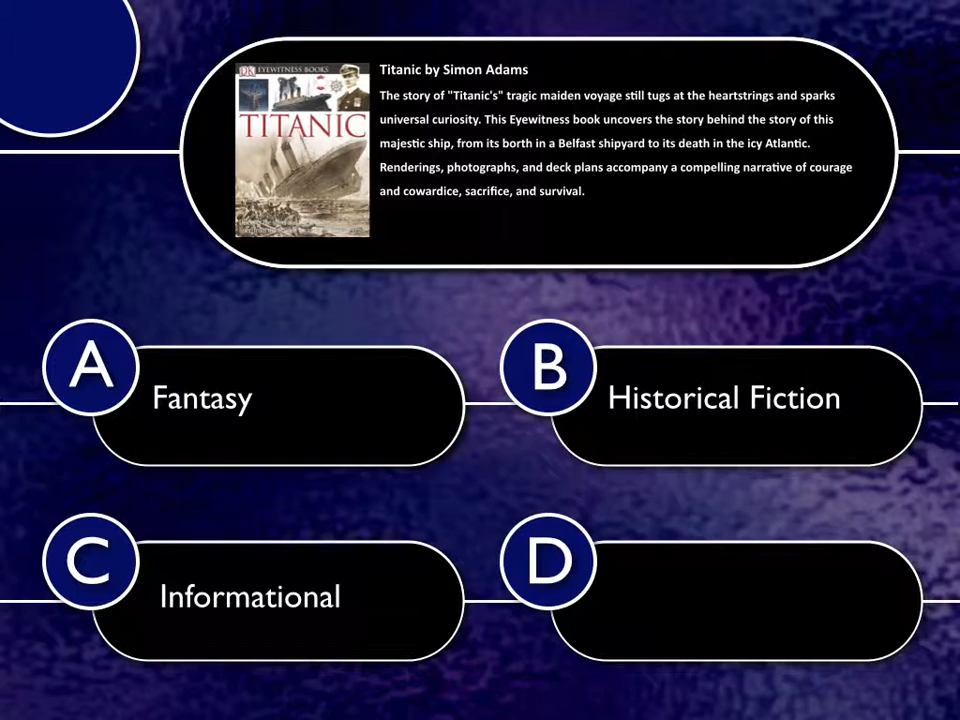 DK EYEWITNESS BOOKS
TITANIC
Titanic by Simon Adams
The story of "Titanic's" tragic maiden voyage still tugs at the heartstrings and sparks
universal curiosity. This Eyewitness book uncovers the story behind the story of this
majestic ship, from its borth in a Belfast shipyard to its death in the icy Atlantic.
Renderings, photographs, and deck plans accompany a compelling narrative of courage
and cowardice, sacrifice, and survival.
A
Fantasy
B
Historical Fiction
C
Informational
D